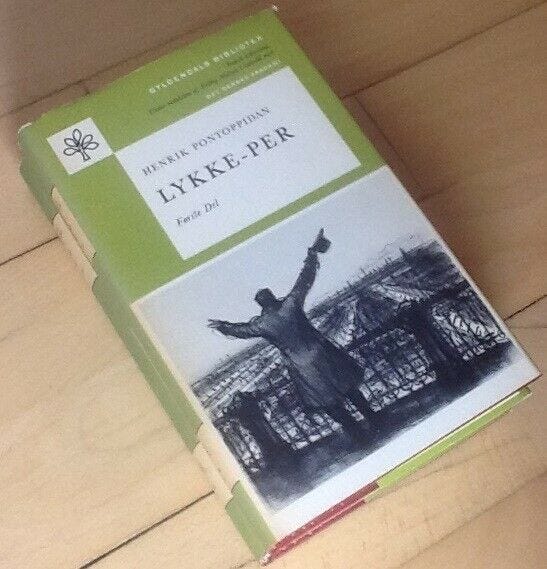 GYLDENDALS BIBLIOTEK
HENRIK PONTOPPIDAN
LYKKE-PER
Første Del